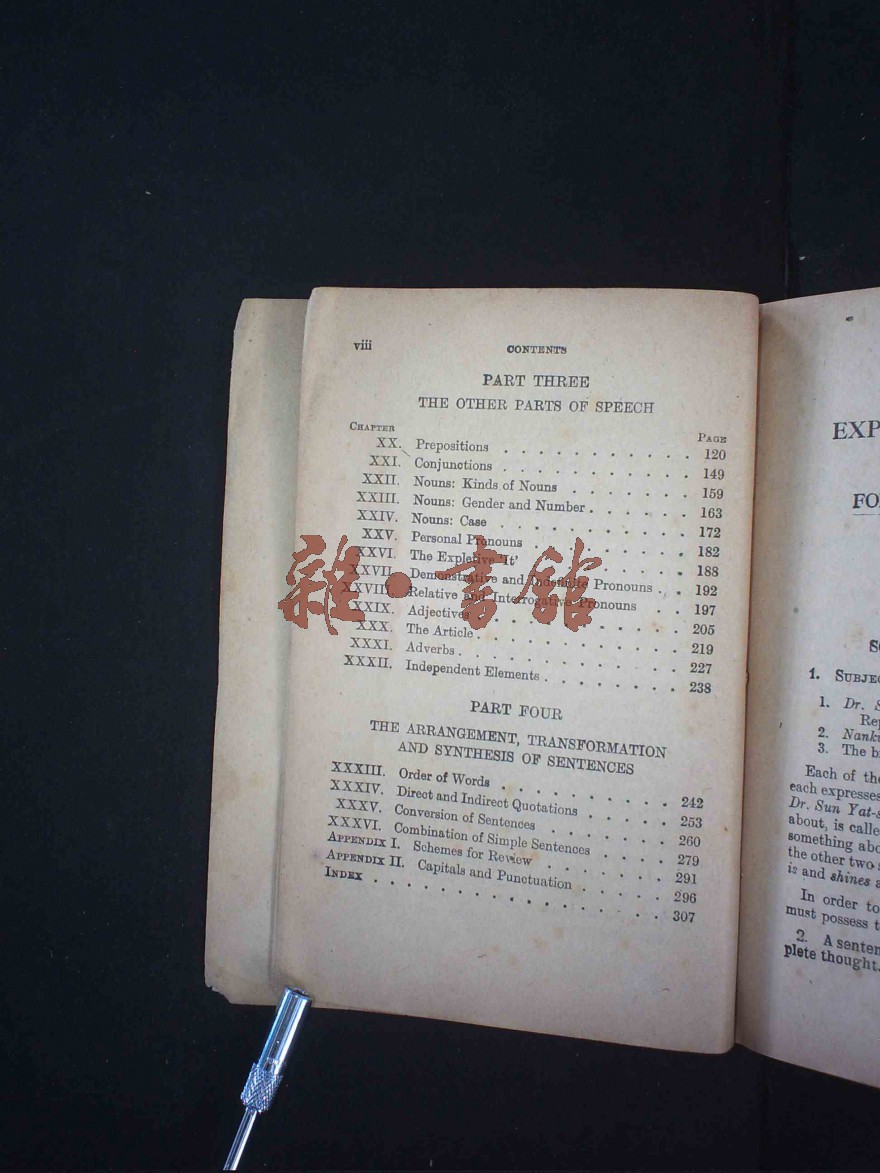 viii
CONTENTS
PART THREE
THE OTHER PARTS OF SPEECH
CHAPTER PAGE
XX. Prepositions . . . . . . . . . . . 120
XXI. Conjunctions . . . . . . . . . . . 149
XXII. Nouns: Kinds of Nouns . . . . . . . 159
XXIII. Nouns: Gender and Number . . . . . . 163
XXIV. Nouns: Case . . . . . . . . . . . 172
XXV. Personal Pronouns . . . . . . . . . 182
XXVI. The Expletive 'It' . . . . . . . . . 188
XXVII. Demonstrative and Indefinite Pronouns . . . 192
XXVIII. Relative and Interrogative Pronouns . . . 197
XXIX. Adjectives . . . . . . . . . . . 205
XXX. The Article . . . . . . . . . . . 219
XXXI. Adverbs . . . . . . . . . . . . 227
XXXII. Independent Elements . . . . . . . . 238
PART FOUR
THE ARRANGEMENT, TRANSFORMATION
AND SYNTHESIS OF SENTENCES
XXXIII. Order of Words . . . . . . . . . . 242
XXXIV. Direct and Indirect Quotations . . . . . 253
XXXV. Conversion of Sentences . . . . . . . 260
XXXVI. Combination of Simple Sentences . . . . 279
APPENDIX I. Schemes for Review . . . . . . . 291
APPENDIX II. Capitals and Punctuation . . . . . 296
INDEX . . . . . . . . . . . . . . . 307
雜·書館
EXP
FO
1. SUBJE
1. Dr. S
Re
2. Nanki
3. The b
Each of the
each expresses
Dr. Sun Yat-s
about, is calle
something abo
the other two s
is and shines a
In order to
must possess t
2. A senten
plete thought.